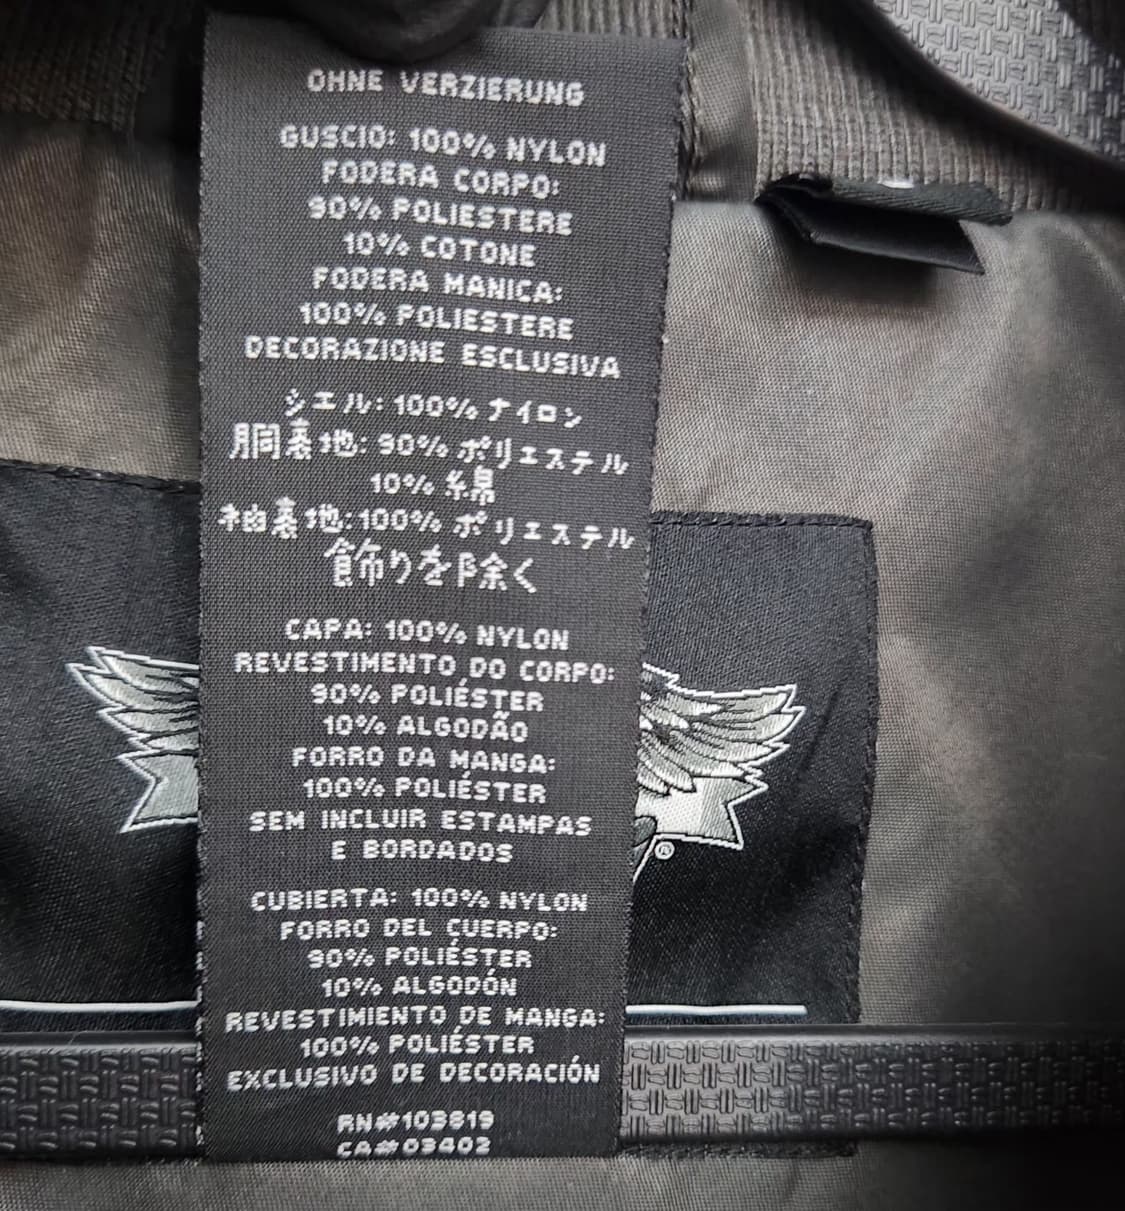 OHNE VERZIERUNG
GUSCIO: 100% NYLON
FODERA CORPO:
90% POLIESTERE
10% COTONE
FODERA MANICA:
100% POLIESTERE
DECORAZIONE ESCLUSIVA
シエル: 100% ナイロン
胴裏地: 90% ポリエステル
10% 綿
袖裏地: 100% ポリエステル
飾りを除く
CAPA: 100% NYLON
REVESTIMENTO DO CORPO:
90% POLIÉSTER
10% ALGODÃO
FORRO DA MANGA:
100% POLIÉSTER
SEM INCLUIR ESTAMPAS
E BORDADOS
CUBIERTA: 100% NYLON
FORRO DEL CUERPO:
90% POLIÉSTER
10% ALGODÓN
REVESTIMIENTO DE MANGA:
100% POLIÉSTER
EXCLUSIVO DE DECORACIÓN
RN#103819
CA#03402
®